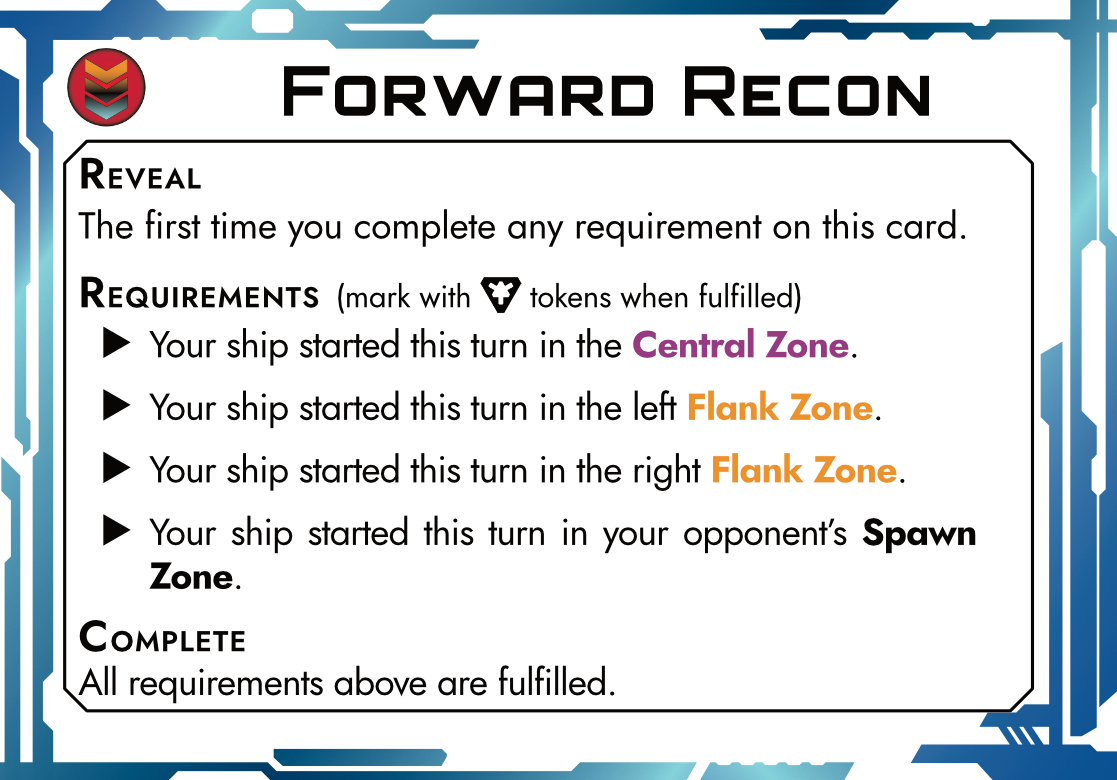 Forward Recon
Reveal
The first time you complete any requirement on this card.
Requirements (mark with tokens when fulfilled)
Your ship started this turn in the Central Zone.
Your ship started this turn in the left Flank Zone.
Your ship started this turn in the right Flank Zone.
Your ship started this turn in your opponent's Spawn
Zone.
Complete
All requirements above are fulfilled.